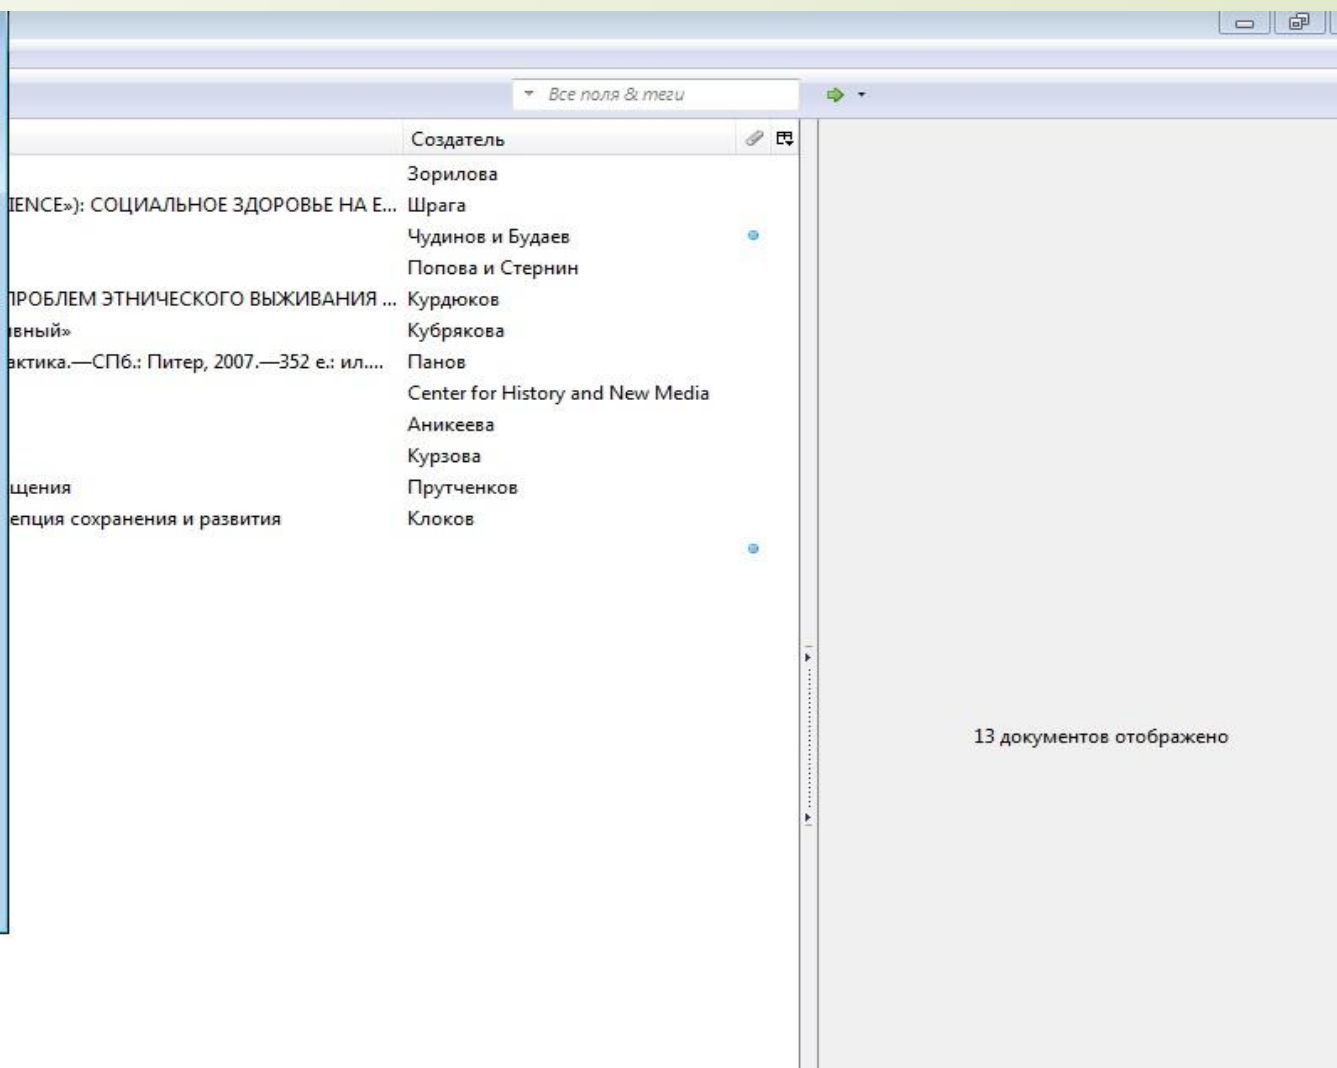 Все поля & теги
Создатель
Зорилова
IENCE»): СОЦИАЛЬНОЕ ЗДОРОВЬЕ НА Е... Шрага
Чудинов и Будаев
Попова и Стернин
ПРОБЛЕМ ЭТНИЧЕСКОГО ВЫЖИВАНИЯ ... Курдюков
вный» Кубрякова
актика.—СПб.: Питер, 2007.—352 е.: ил.... Панов
Center for History and New Media
Аникеева
Курзова
щения Прутченков
епция сохранения и развития Клоков
13 документов отображено